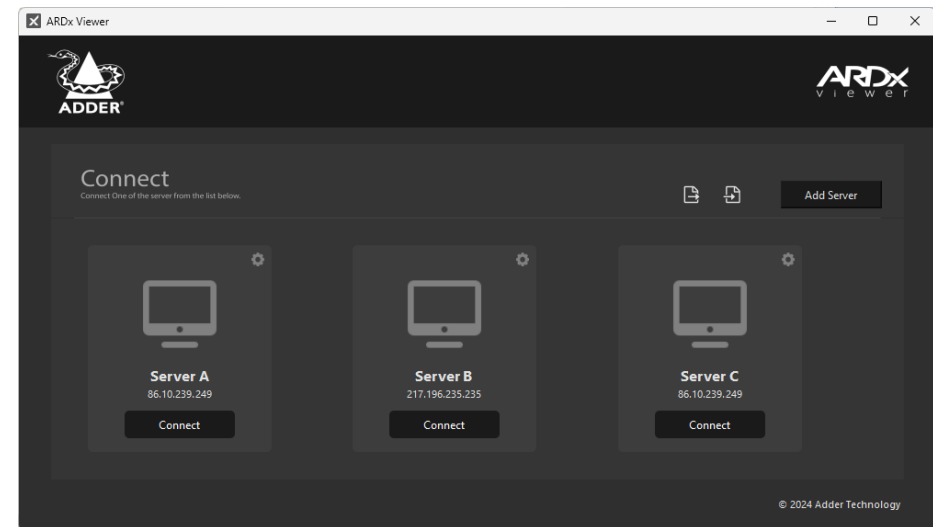 ARDx Viewer
ADDER®
ARDx
viewer
Connect
Connect One of the server from the list below.
Add Server
Server A
86.10.239.249
Connect
Server B
217.196.235.235
Connect
Server C
86.10.239.249
Connect
© 2024 Adder Technology